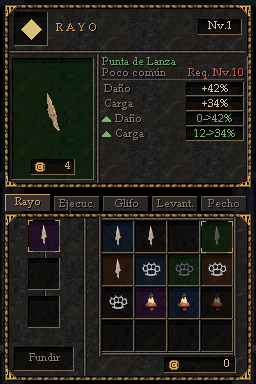 RAYO Nv.1
Punta de Lanza
Poco común Req. Nv.10
Daño +42%
Carga +34%
Daño 0->42%
Carga 12->34%
4
Rayo Ejecuc. Glifo Levant. Pecho
Fundir
0